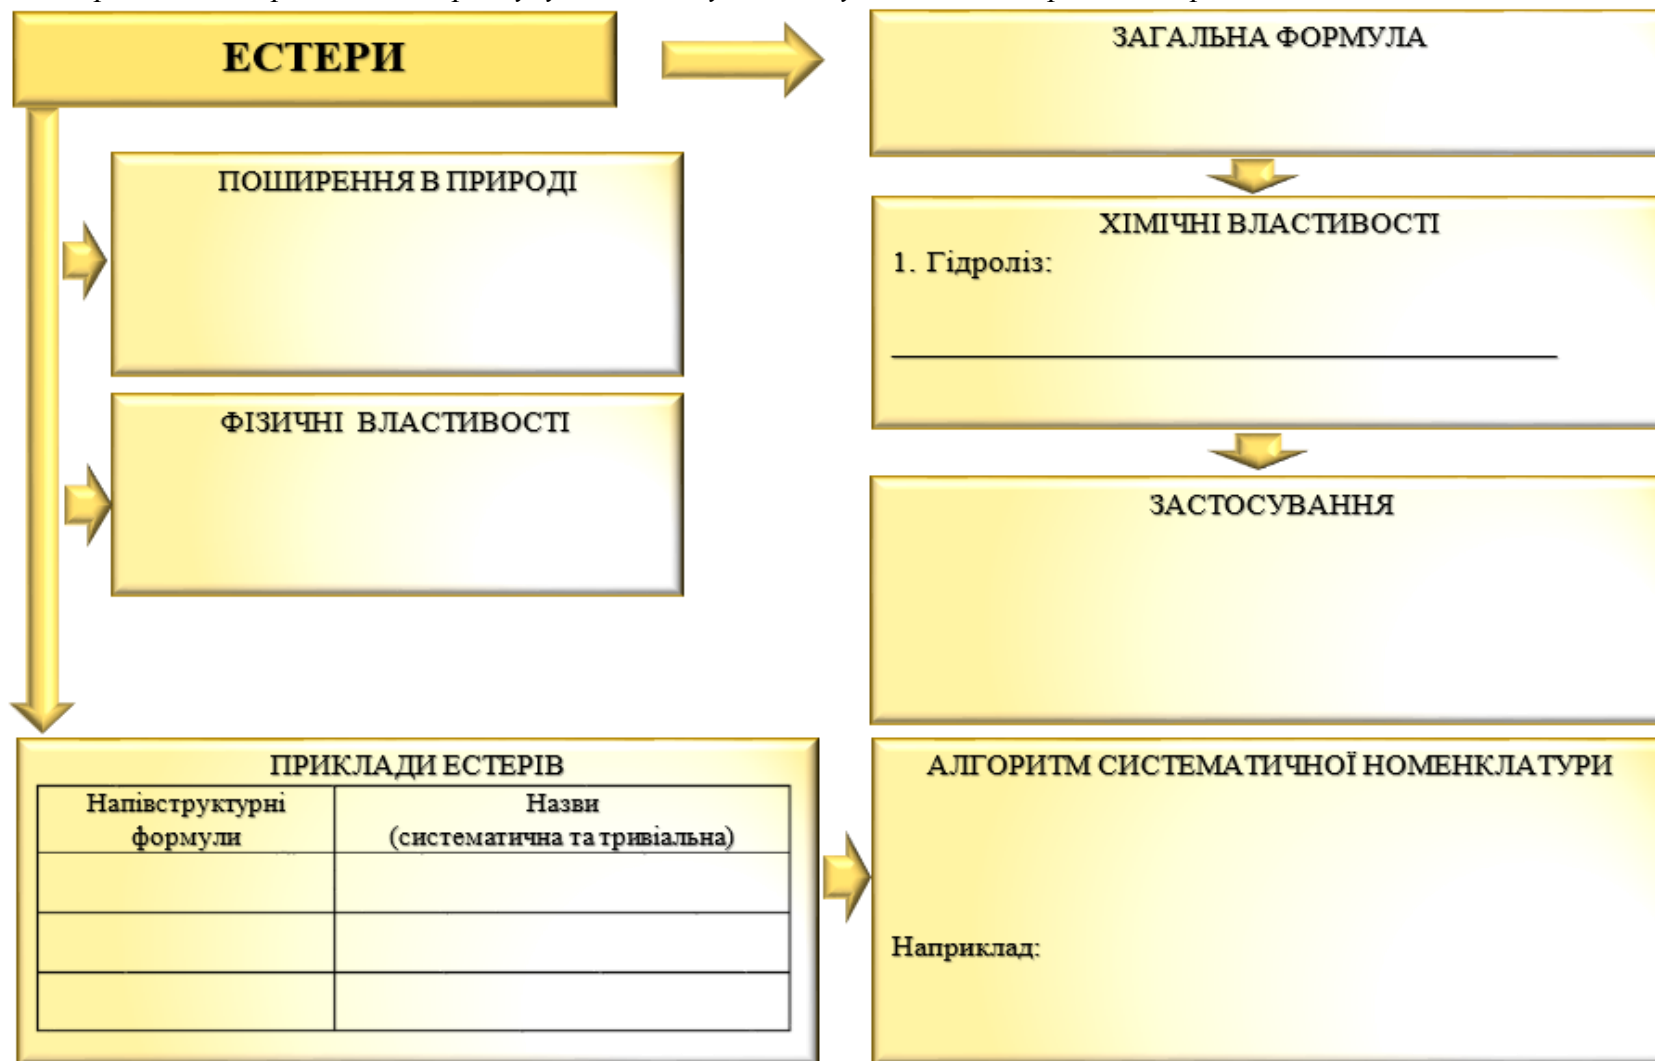 ЕСТЕРИ
ЗАГАЛЬНА ФОРМУЛА
ПОШИРЕННЯ В ПРИРОДІ
ХІМІЧНІ ВЛАСТИВОСТІ
1. Гідроліз:
ФІЗИЧНІ ВЛАСТИВОСТІ
ЗАСТОСУВАННЯ
ПРИКЛАДИ ЕСТЕРІВ
Напівструктурні
формули
Назви
(систематична та тривіальна)
АЛГОРИТМ СИСТЕМАТИЧНОЇ НОМЕНКЛАТУРИ
Наприклад: